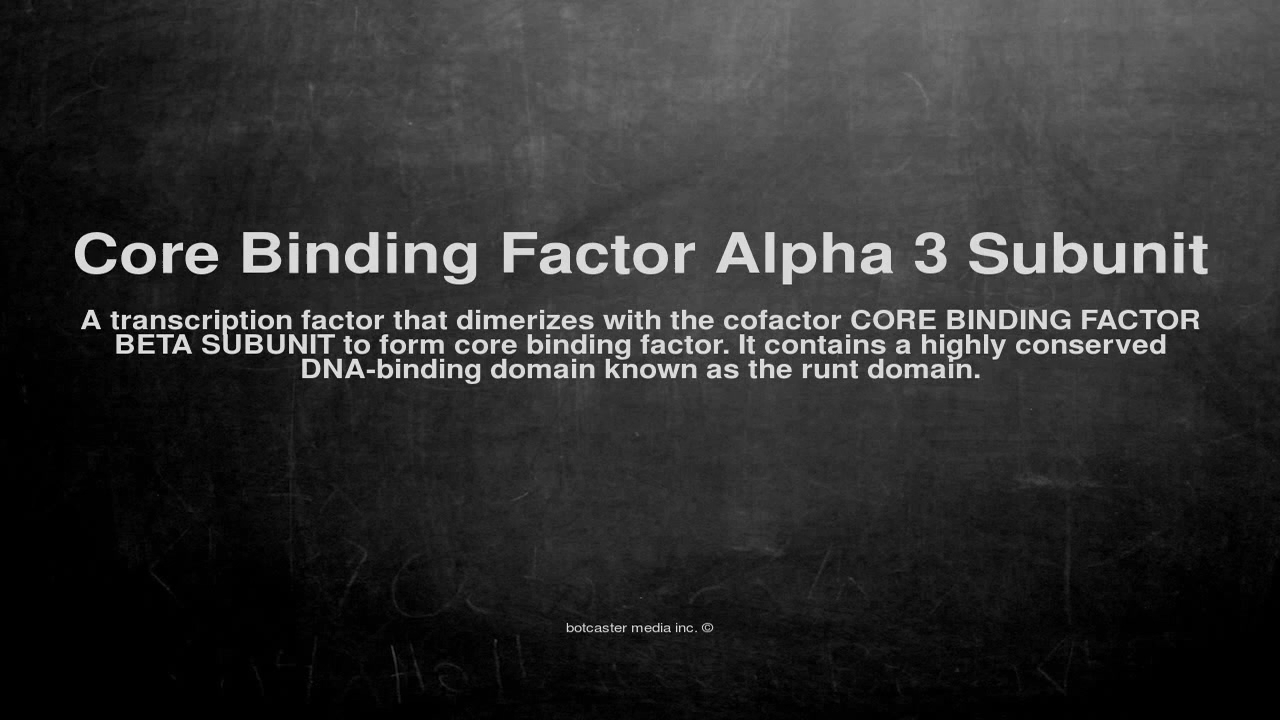 Core Binding Factor Alpha 3 Subunit
A transcription factor that dimerizes with the cofactor CORE BINDING FACTOR
BETA SUBUNIT to form core binding factor. It contains a highly conserved
DNA-binding domain known as the runt domain.
botcaster media inc. ©